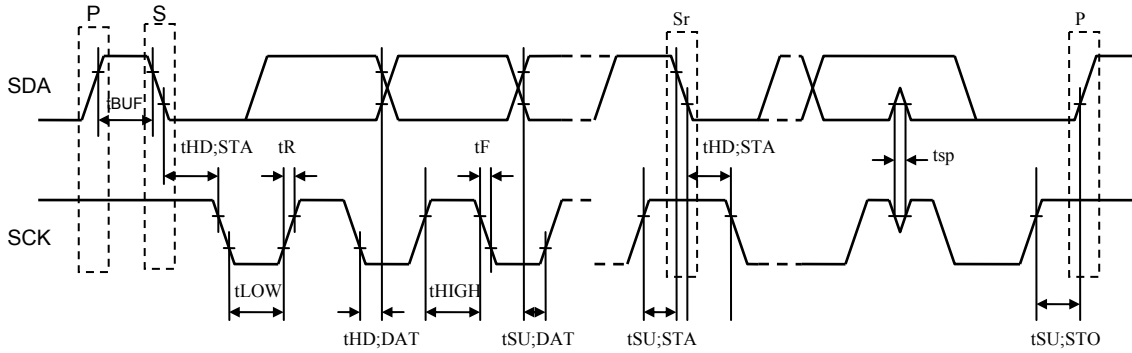 P S Sr P
SDA
tBUF
tHD;STA tR tF tHD;STA tsp
SCK
tLOW tHIGH
tHD;DAT tSU;DAT tSU;STA tSU;STO